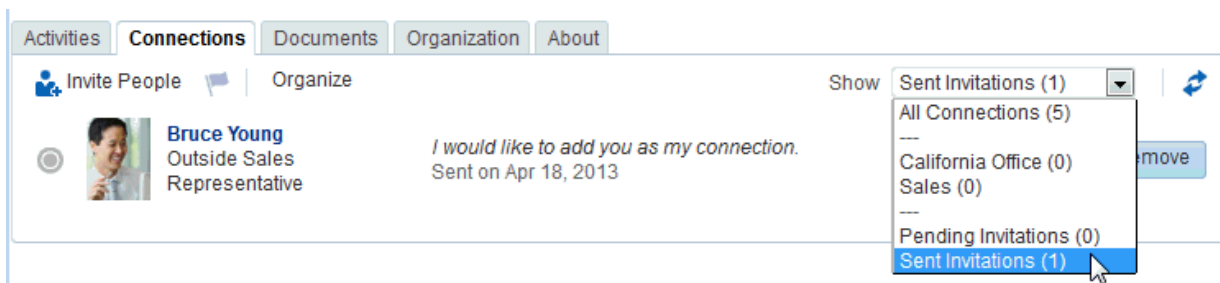 Activities Connections Documents Organization About
Invite People Organize Show Sent Invitations (1)
All Connections (5)
---
California Office (0)
Sales (0)
---
Pending Invitations (0)
Sent Invitations (1)
Bruce Young
Outside Sales
Representative
I would like to add you as my connection.
Sent on Apr 18, 2013
emove